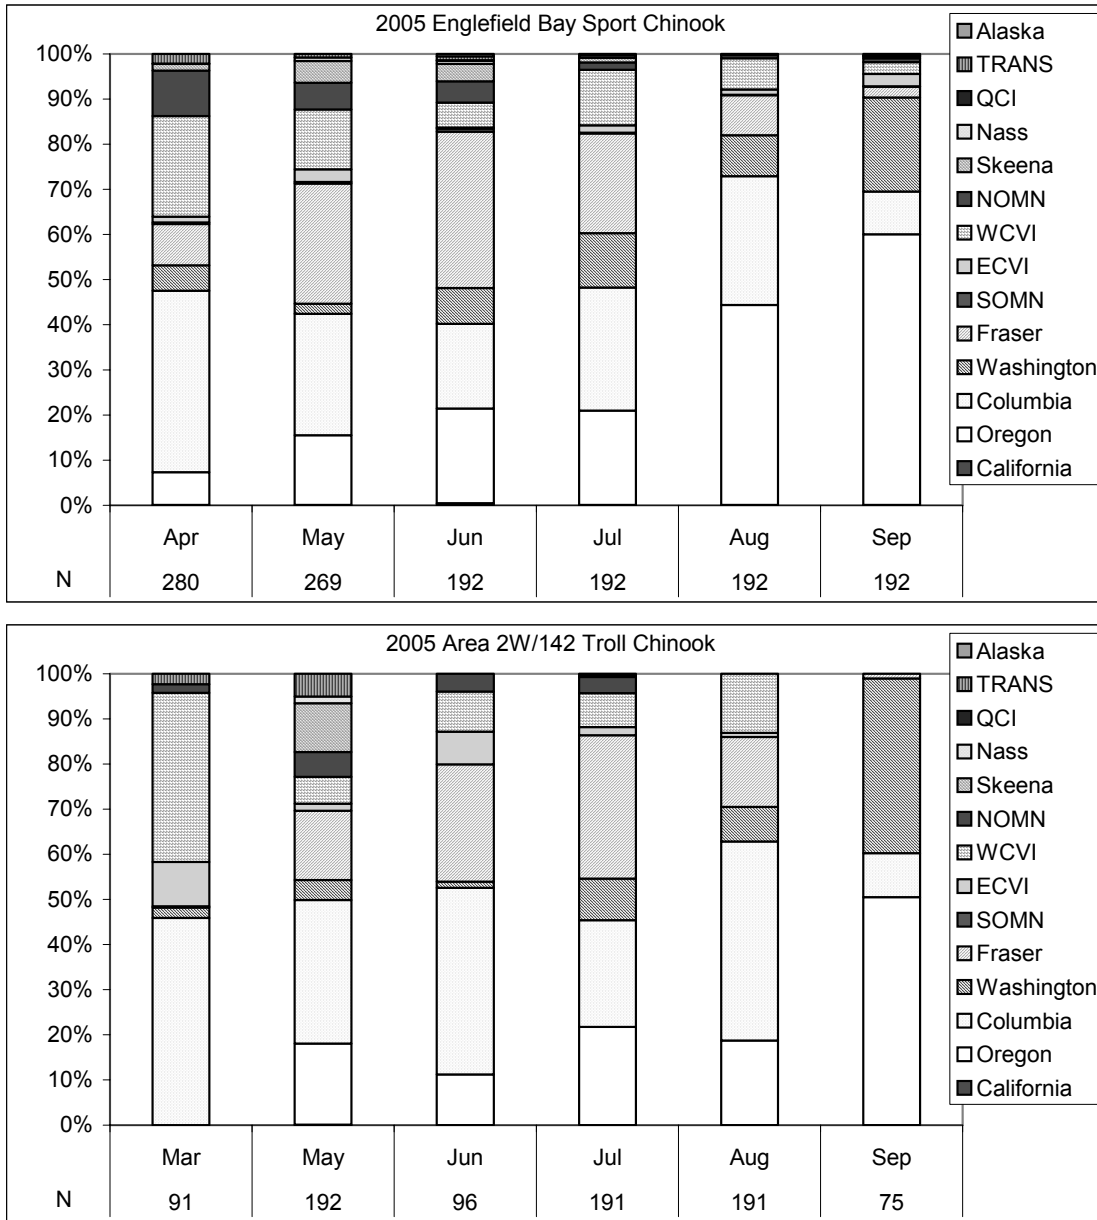 2005 Englefield Bay Sport Chinook
100%
90%
80%
70%
60%
50%
40%
30%
20%
10%
0%
Apr May Jun Jul Aug Sep
N 280 269 192 192 192 192
Alaska
TRANS
QCI
Nass
Skeena
NOMN
WCVI
ECVI
SOMN
Fraser
Washington
Columbia
Oregon
California
2005 Area 2W/142 Troll Chinook
100%
90%
80%
70%
60%
50%
40%
30%
20%
10%
0%
Mar May Jun Jul Aug Sep
N 91 192 96 191 191 75
Alaska
TRANS
QCI
Nass
Skeena
NOMN
WCVI
ECVI
SOMN
Fraser
Washington
Columbia
Oregon
California